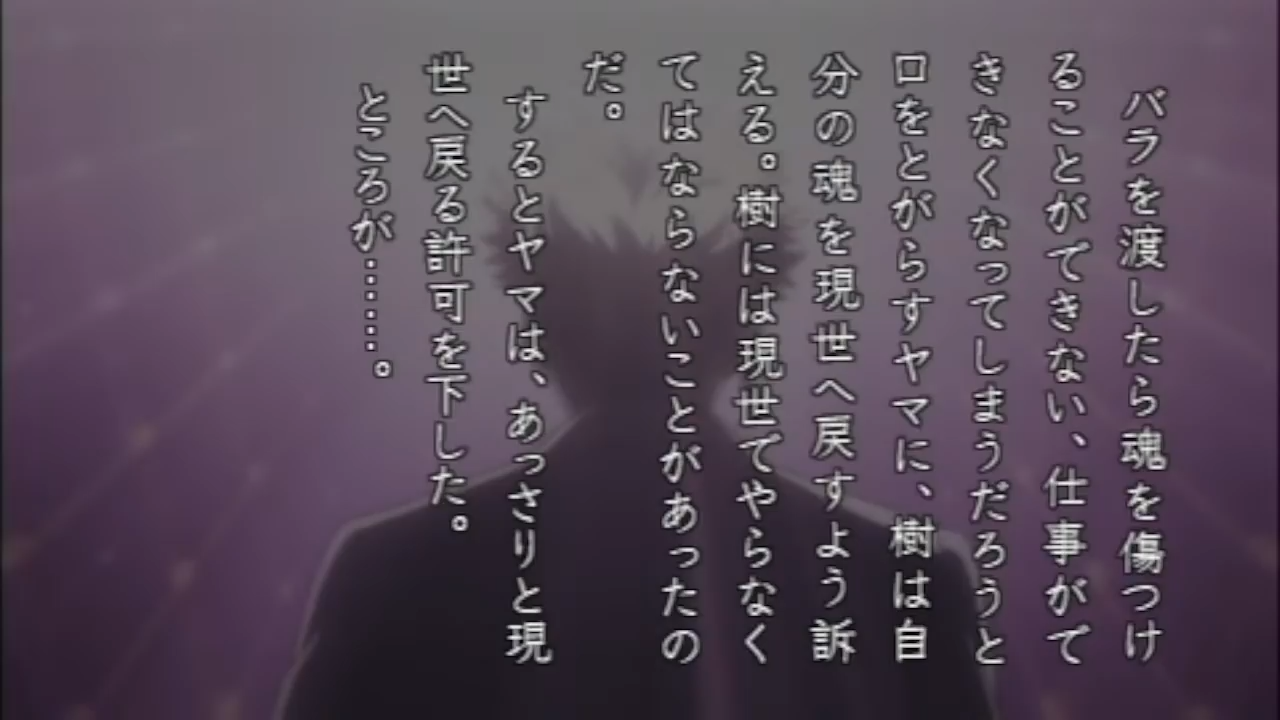 バラを渡したら魂を傷つけ
ることができない、仕事がで
きなくなってしまうだろうと
口をとがらすヤマに、樹は自
分の魂を現世へ戻すよう訴
える。樹には現世でやらなく
てはならないことがあったの
だ。
するとヤマは、あっさりと現
世へ戻る許可を下した。
ところが……。